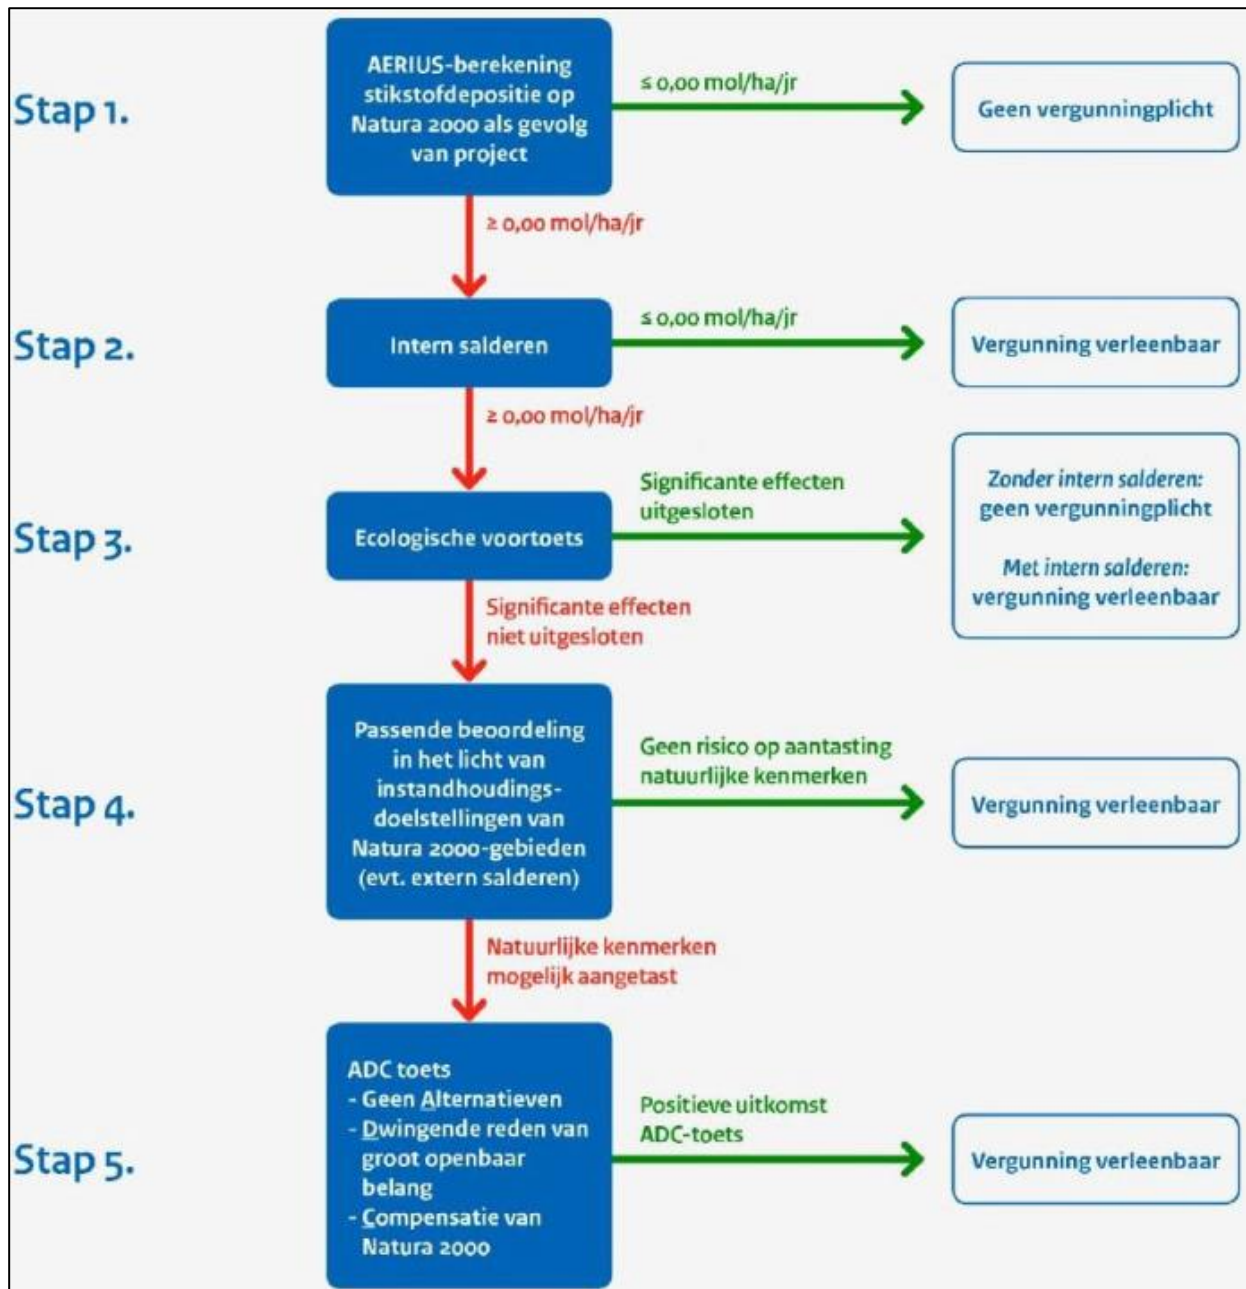 Stap 1.
AERIUS-berekening
stikstofdepositie op
Natura 2000 als gevolg
van project
≤ 0,00 mol/ha/jr
Geen vergunningplicht
≥ 0,00 mol/ha/jr
Stap 2.
Intern salderen
≤ 0,00 mol/ha/jr
Vergunning verleenbaar
≥ 0,00 mol/ha/jr
Stap 3.
Ecologische voortoets
Significante effecten
uitgesloten
Zonder intern salderen:
geen vergunningplicht
Met intern salderen:
vergunning verleenbaar
Significante effecten
niet uitgesloten
Stap 4.
Passende beoordeling
in het licht van
instandhoudings-
doelstellingen van
Natura 2000-gebieden
(evt. extern salderen)
Geen risico op aantasting
natuurlijke kenmerken
Vergunning verleenbaar
Natuurlijke kenmerken
mogelijk aangetast
Stap 5.
ADC toets
- Geen Alternatieven
- Dwingende reden van
groot openbaar
belang
- Compensatie van
Natura 2000
Positieve uitkomst
ADC-toets
Vergunning verleenbaar